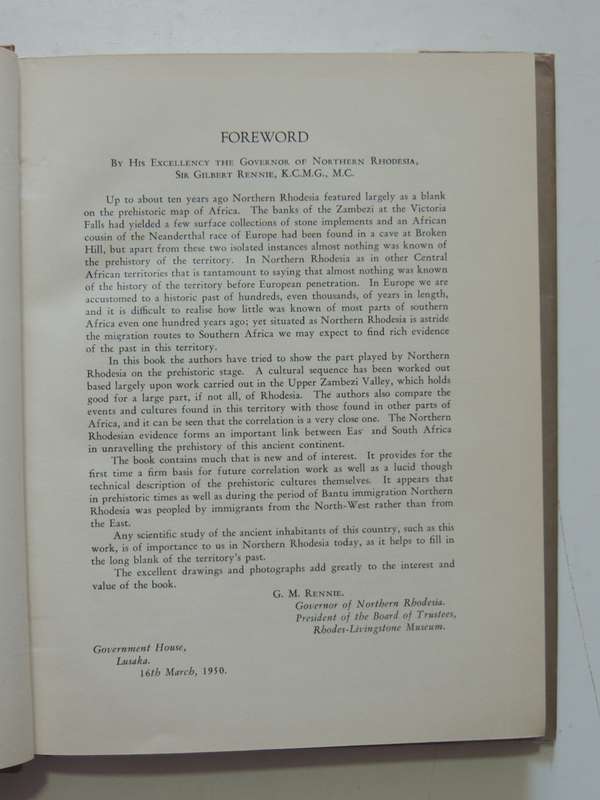 FOREWORD
By His Excellency the Governor of Northern Rhodesia,
Sir Gilbert Rennie, K.C.M.G., M.C.
Up to about ten years ago Northern Rhodesia featured largely as a blank
on the prehistoric map of Africa. The banks of the Zambezi at the Victoria
Falls had yielded a few surface collections of stone implements and an African
cousin of the Neanderthal race of Europe had been found in a cave at Broken
Hill, but apart from these two isolated instances almost nothing was known of
the prehistory of the territory. In Northern Rhodesia as in other Central
African territories that is tantamount to saying that almost nothing was known
of the history of the territory before European penetration. In Europe we are
accustomed to a historic past of hundreds, even thousands, of years in length,
and it is difficult to realise how little was known of most parts of southern
Africa even one hundred years ago; yet situated as Northern Rhodesia is astride
the migration routes to Southern Africa we may expect to find rich evidence
of the past in this territory.
In this book the authors have tried to show the part played by Northern
Rhodesia on the prehistoric stage. A cultural sequence has been worked out
based largely upon work carried out in the Upper Zambezi Valley, which holds
good for a large part, if not all, of Rhodesia. The authors also compare the
events and cultures found in this territory with those found in other parts of
Africa, and it can be seen that the correlation is a very close one. The Northern
Rhodesian evidence forms an important link between Eas and South Africa
in unravelling the prehistory of this ancient continent.
The book contains much that is new and of interest. It provides for the
first time a firm basis for future correlation work as well as a lucid though
technical description of the prehistoric cultures themselves. It appears that
in prehistoric times as well as during the period of Bantu immigration Northern
Rhodesia was peopled by immigrants from the North-West rather than from
the East.
Any scientific study of the ancient inhabitants of this country, such as this
work, is of importance to us in Northern Rhodesia today, as it helps to fill in
the long blank of the territory's past.
The excellent drawings and photographs add greatly to the interest and
value of the book.
G. M. Rennie.
Governor of Northern Rhodesia.
President of the Board of Trustees,
Rhodes-Livingstone Museum.
Government House,
Lusaka.
16th March, 1950.